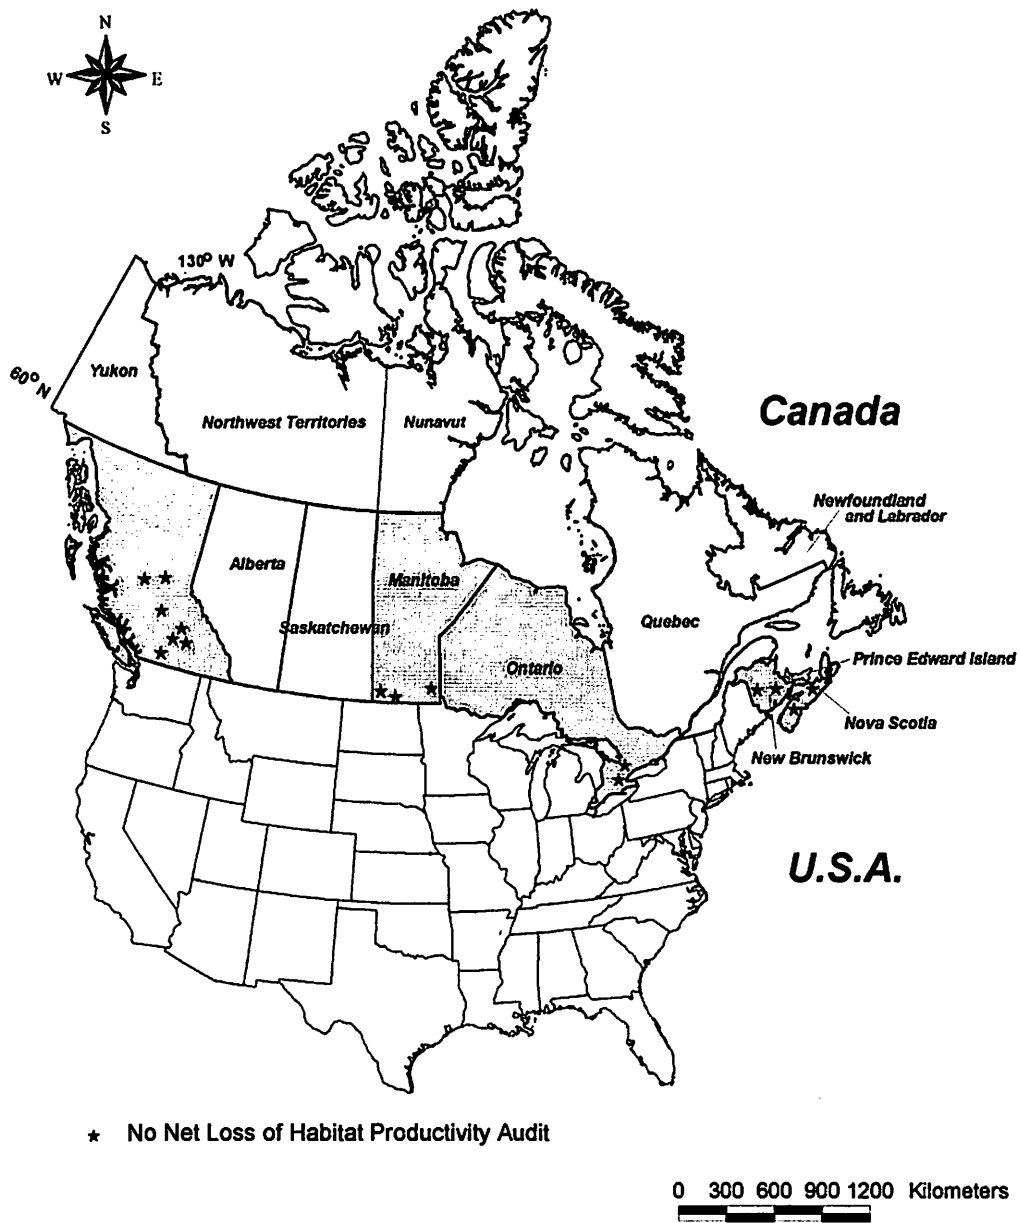 N
W E
S
130° W
60° N
Yukon
Northwest Territories
Nunavut
Canada
Newfoundland
and Labrador
Alberta
Manitoba
Saskatchewan
Quebec
Ontario
Prince Edward Island
Nova Scotia
New Brunswick
U.S.A.
No Net Loss of Habitat Productivity Audit
0 300 600 900 1200 Kilometers